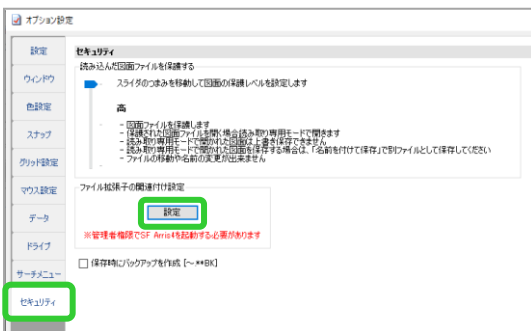 オプション設定
設定
ウィンドウ
色設定
スナップ
グリッド設定
マウス設定
データ
ドライブ
サーチメニュー
セキュリティ
セキュリティ
読み込んだ図面ファイルを保護する
スライダのつまみを移動して図面の保護レベルを設定します
高
- 図面ファイルを保護します
- 保護された図面ファイルを開く場合読み取り専用モードで開きます
- 読み取り専用モードで開かれた図面は上書き保存できません
- 読み取り専用モードで開かれた図面を保存する場合は、「名前を付けて保存」で別ファイルとして保存してください
- ファイルの移動や名前の変更が出来ません
ファイル拡張子の関連付け設定
設定
※管理者権限でSF Arris4を起動する必要があります
保存時にバックアップを作成 [～.**BK]